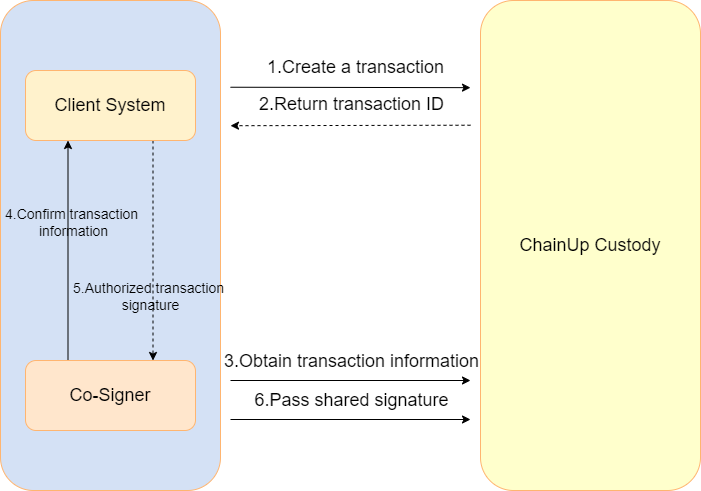 1.Create a transaction
Client System
2.Return transaction ID
4.Confirm transaction
information
ChainUp Custody
5.Authorized transaction
signature
3.Obtain transaction information
Co-Signer
6.Pass shared signature